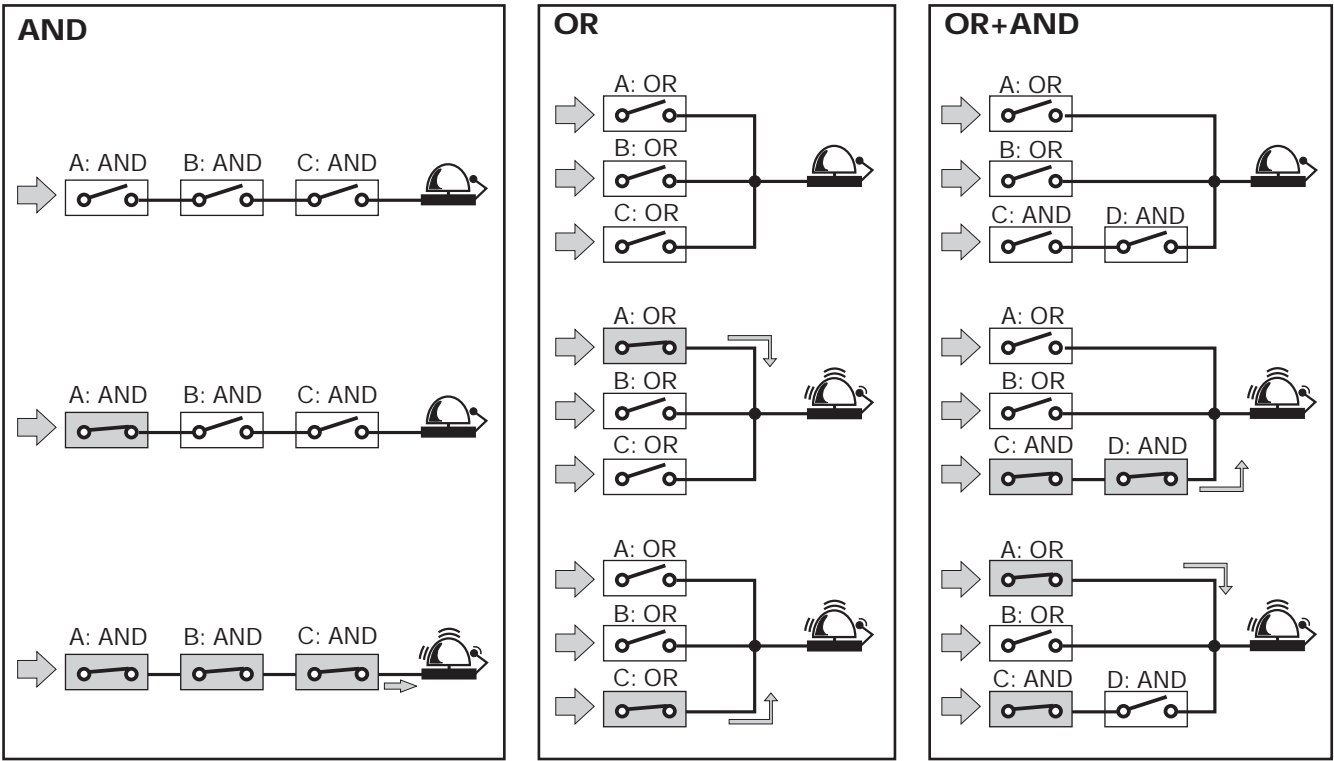 AND
A: AND B: AND C: AND
A: AND B: AND C: AND
A: AND B: AND C: AND
OR
A: OR
B: OR
C: OR
A: OR
B: OR
C: OR
A: OR
B: OR
C: OR
OR+AND
A: OR
B: OR
C: AND D: AND
A: OR
B: OR
C: AND D: AND
A: OR
B: OR
C: AND D: AND